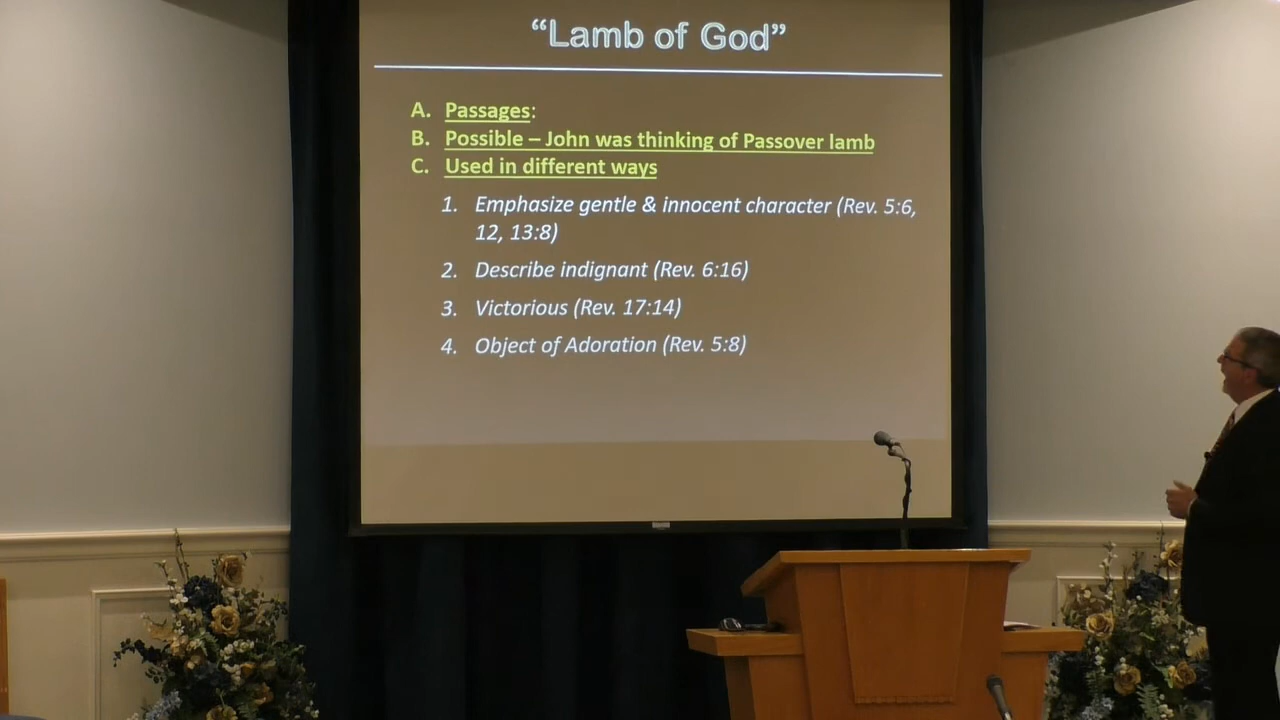 “Lamb of God”
A. Passages:
B. Possible – John was thinking of Passover lamb
C. Used in different ways
1. Emphasize gentle & innocent character (Rev. 5:6,
12, 13:8)
2. Describe indignant (Rev. 6:16)
3. Victorious (Rev. 17:14)
4. Object of Adoration (Rev. 5:8)